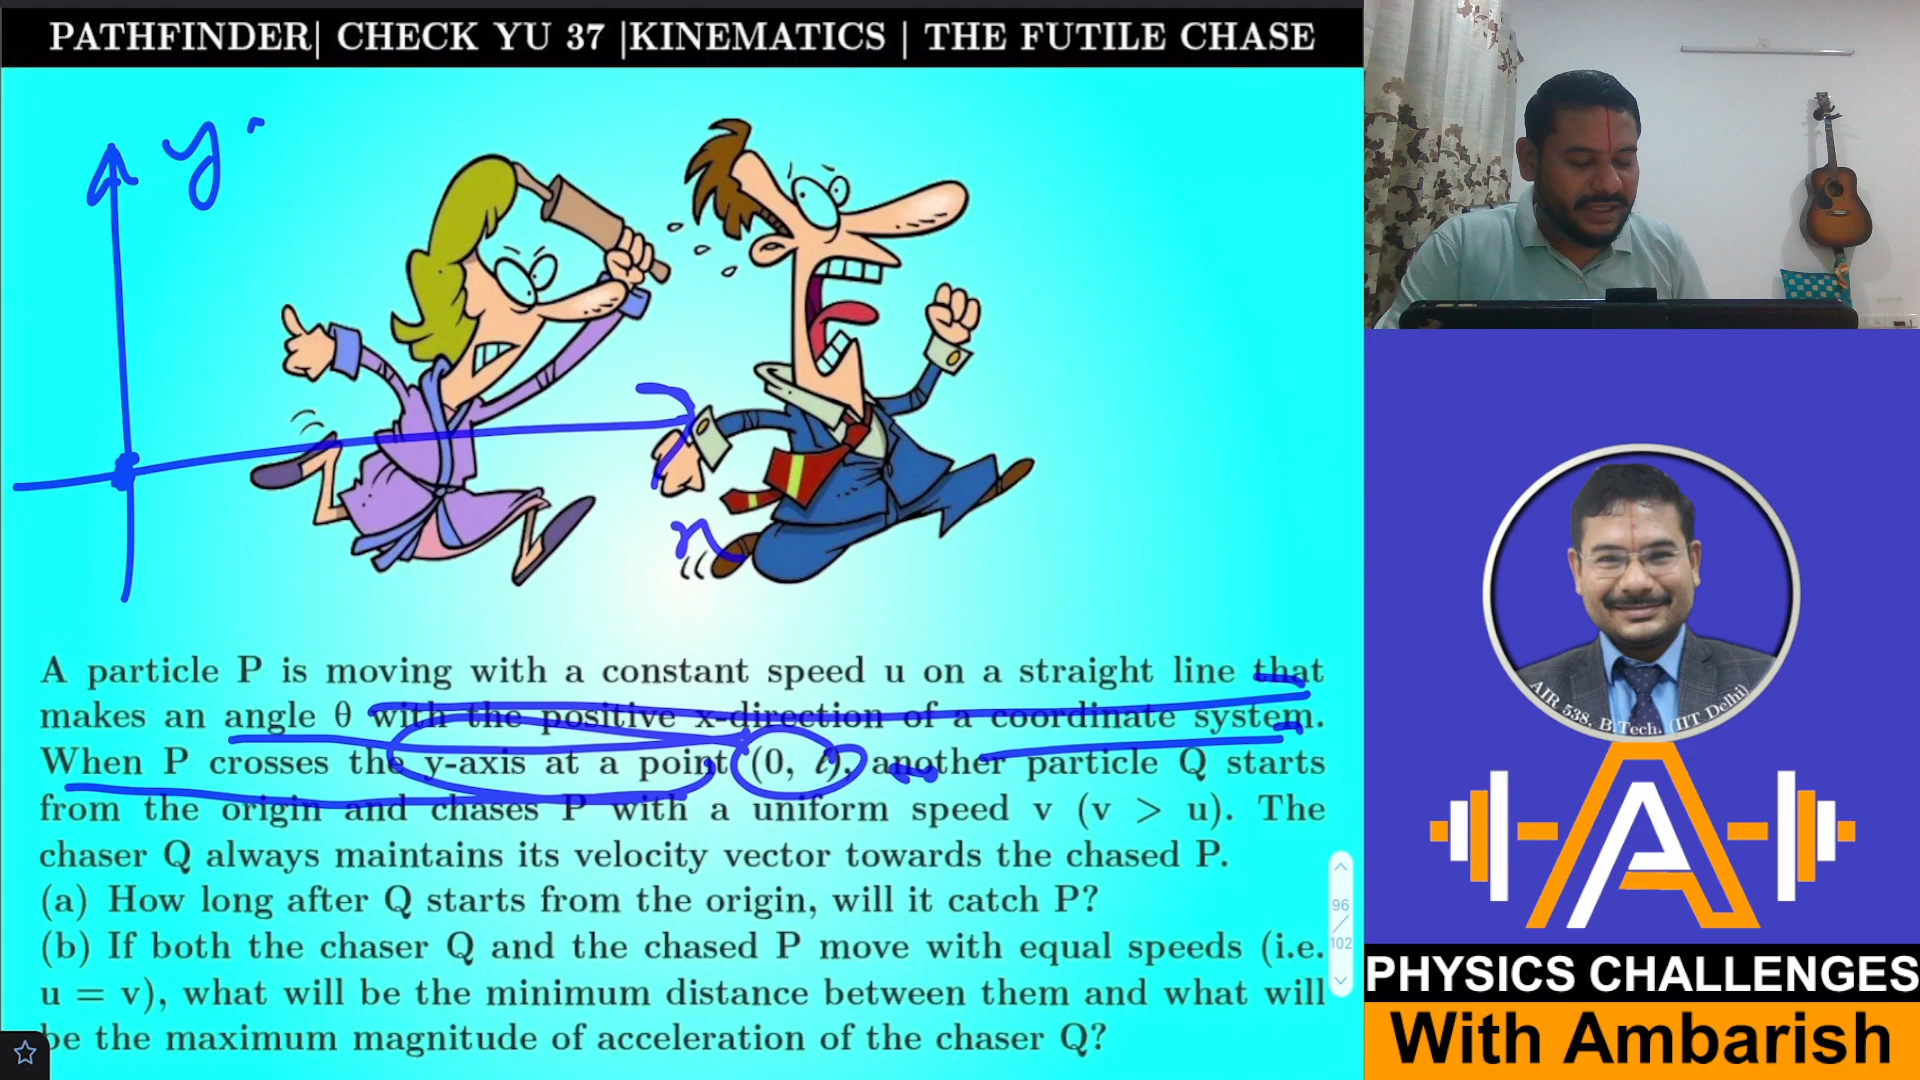 PATHFINDER| CHECK YU 37 |KINEMATICS | THE FUTILE CHASE
y
x
A particle P is moving with a constant speed u on a straight line that
makes an angle θ with the positive x-direction of a coordinate system.
When P crosses the y-axis at a point (0, ℓ), another particle Q starts
from the origin and chases P with a uniform speed v (v > u). The
chaser Q always maintains its velocity vector towards the chased P.
(a) How long after Q starts from the origin, will it catch P?
(b) If both the chaser Q and the chased P move with equal speeds (i.e.
u = v), what will be the minimum distance between them and what will
be the maximum magnitude of acceleration of the chaser Q?
96
/
102
AIR 538, B.Tech. (IIT Delhi)
A
PHYSICS CHALLENGES
With Ambarish